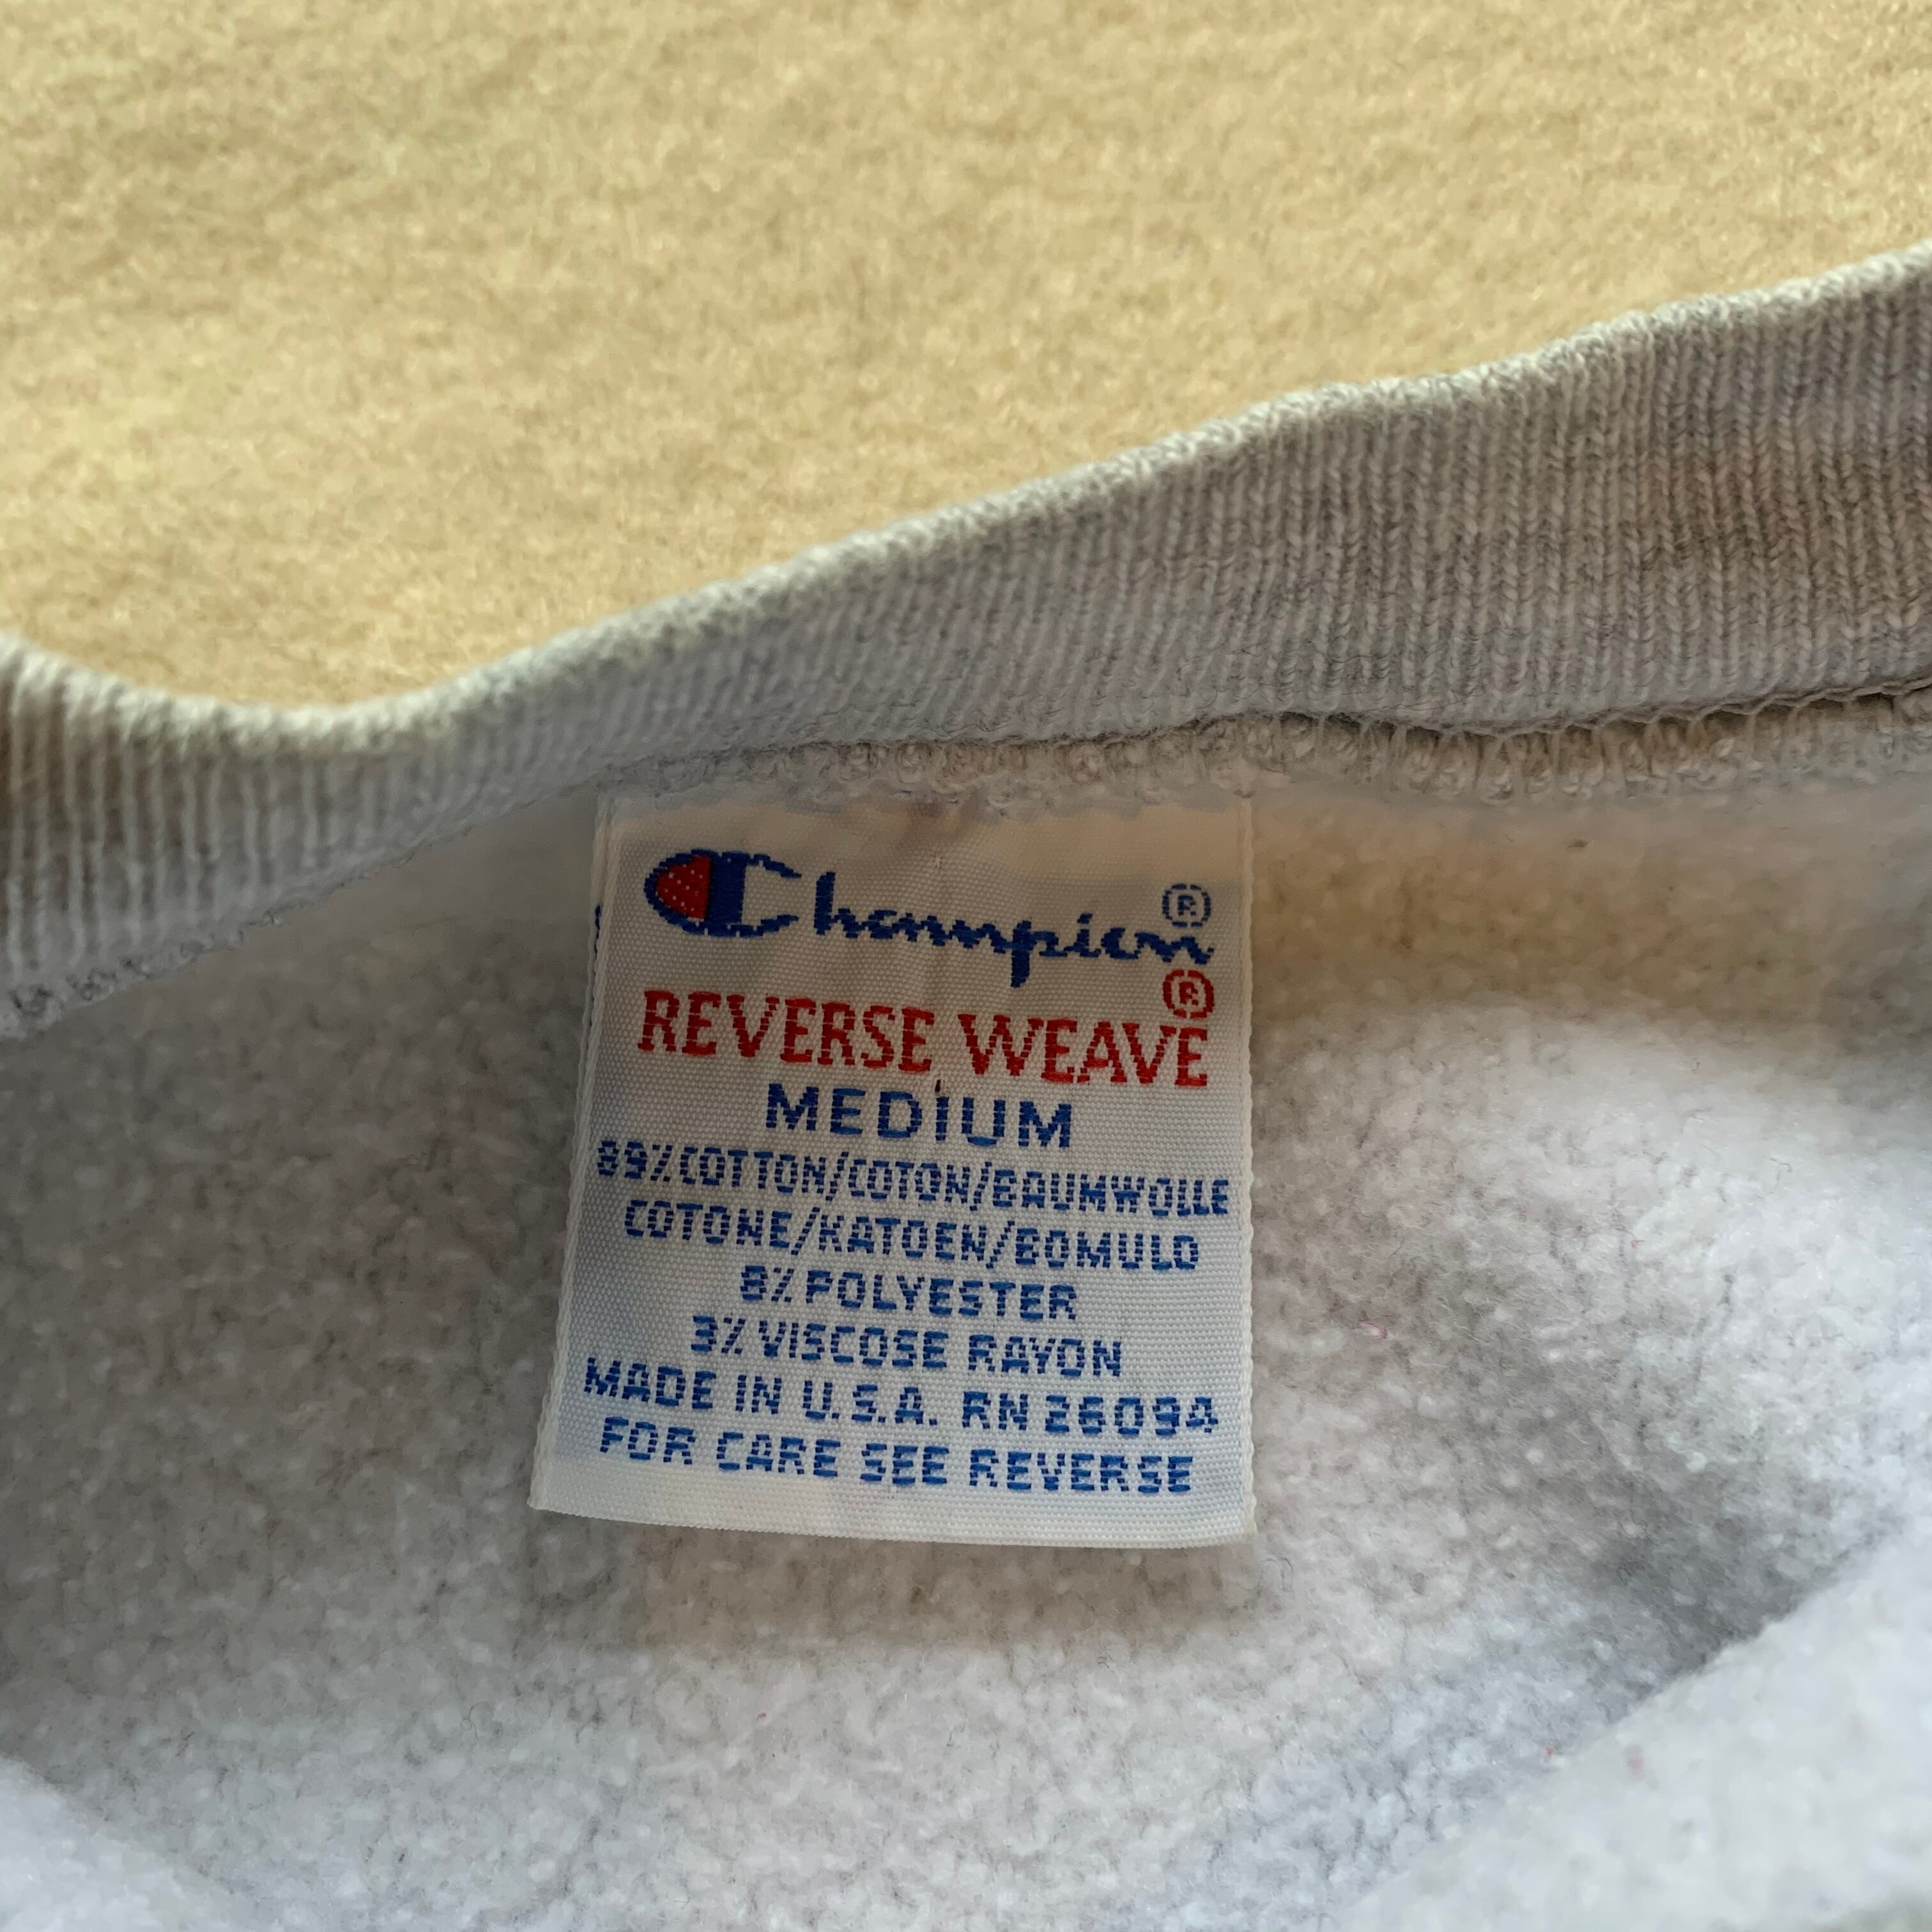 Champion®
REVERSE WEAVE®
MEDIUM
89% COTTON/COTON/BAUMWOLLE
COTONE/KATOEN/BOMULD
8% POLYESTER
3% VISCOSE RAYON
MADE IN U.S.A. RN 26094
FOR CARE SEE REVERSE